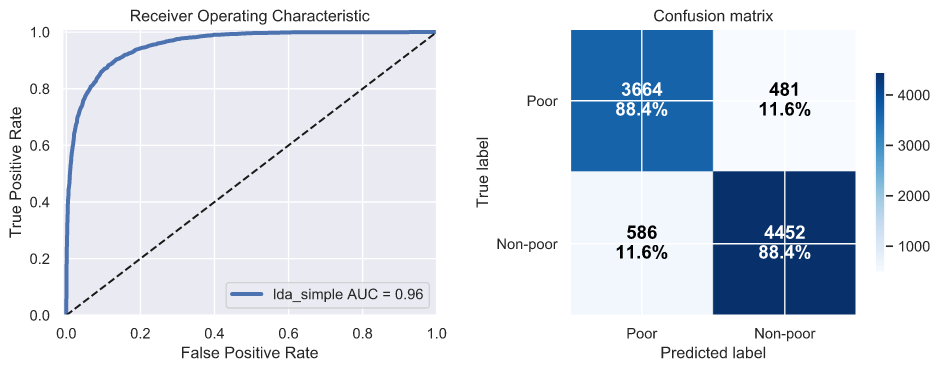 Receiver Operating Characteristic
1.0
0.8
0.6
0.4
0.2
0.0
True Positive Rate
0.0 0.2 0.4 0.6 0.8 1.0
False Positive Rate
lda_simple AUC = 0.96
Confusion matrix
True label
Poor
Non-poor
3664
88.4%
481
11.6%
586
11.6%
4452
88.4%
Poor Non-poor
Predicted label
4000
3000
2000
1000